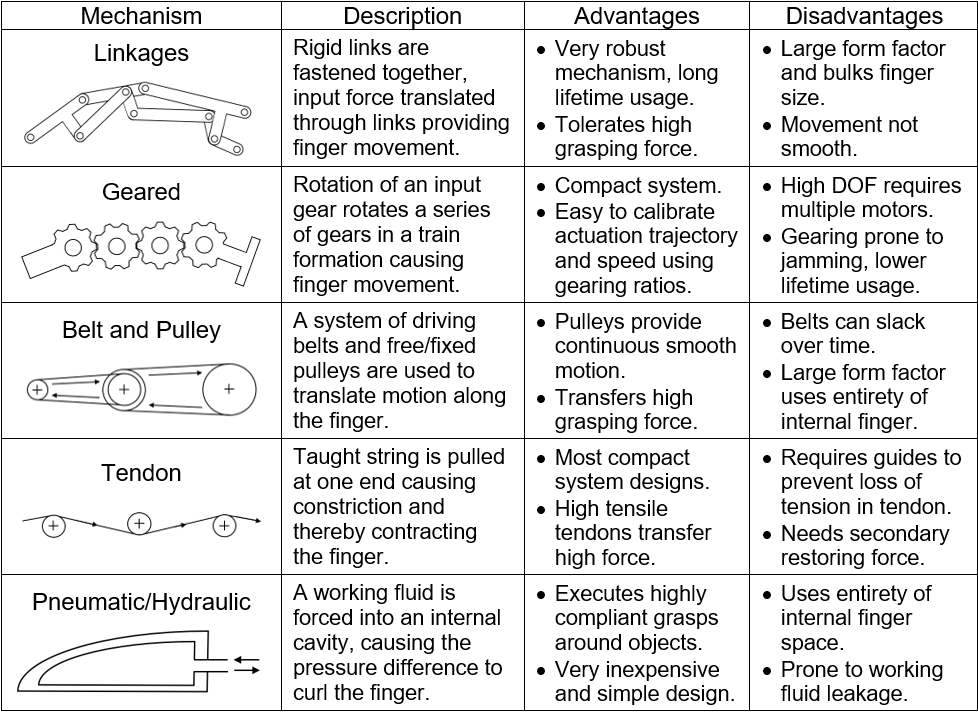 Mechanism
Description
Advantages
Disadvantages
Linkages
Rigid links are
fastened together,
input force translated
through links providing
finger movement.
• Very robust
mechanism, long
lifetime usage.
• Tolerates high
grasping force.
• Large form factor
and bulks finger
size.
• Movement not
smooth.
Geared
Rotation of an input
gear rotates a series
of gears in a train
formation causing
finger movement.
• Compact system.
• Easy to calibrate
actuation trajectory
and speed using
gearing ratios.
• High DOF requires
multiple motors.
• Gearing prone to
jamming, lower
lifetime usage.
Belt and Pulley
A system of driving
belts and free/fixed
pulleys are used to
translate motion along
the finger.
• Pulleys provide
continuous smooth
motion.
• Transfers high
grasping force.
• Belts can slack
over time.
• Large form factor
uses entirety of
internal finger.
Tendon
Taught string is pulled
at one end causing
constriction and
thereby contracting
the finger.
• Most compact
system designs.
• High tensile
tendons transfer
high force.
• Requires guides to
prevent loss of
tension in tendon.
• Needs secondary
restoring force.
Pneumatic/Hydraulic
A working fluid is
forced into an internal
cavity, causing the
pressure difference to
curl the finger.
• Executes highly
compliant grasps
around objects.
• Very inexpensive
and simple design.
• Uses entirety of
internal finger
space.
• Prone to working
fluid leakage.